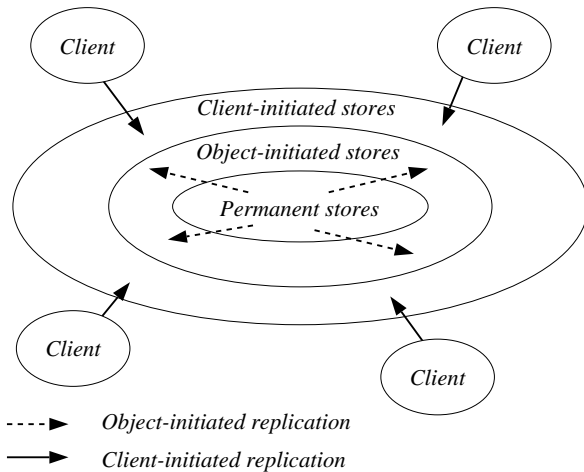 Client
Client
Client-initiated stores
Object-initiated stores
Permanent stores
Client
Client
Object-initiated replication
Client-initiated replication